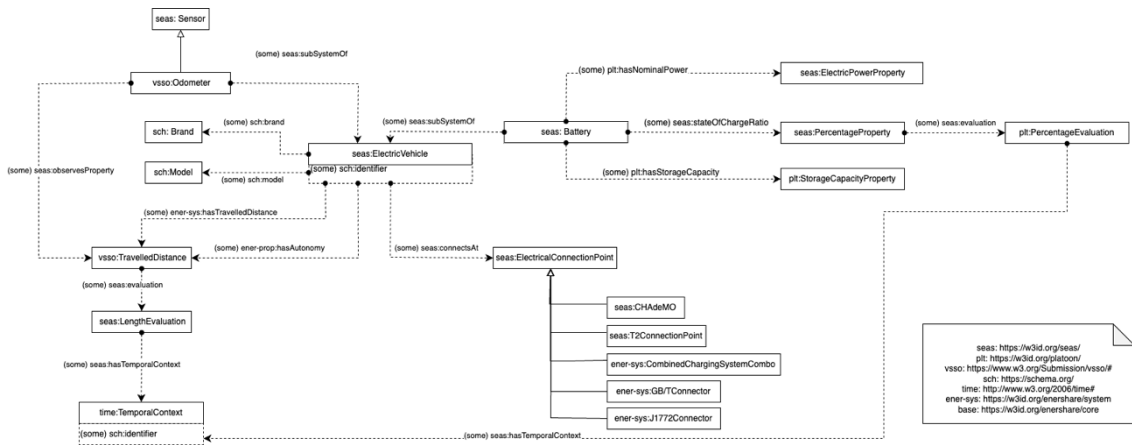 seas: Sensor
(some) seas:subSystemOf
vsso:Odometer
(some) plt:hasNominalPower
seas:ElectricPowerProperty
(some) sch:brand
sch: Brand
(some) seas:subSystemOf
seas: Battery
(some) seas:stateOfChargeRatio
seas:PercentageProperty
(some) seas:evaluation
plt:PercentageEvaluation
seas:ElectricVehicle
(some) sch:identifier
(some) seas:observesProperty
sch:Model
(some) sch:model
(some) plt:hasStorageCapacity
plt:StorageCapacityProperty
(some) ener-sys:hasTravelledDistance
(some) ener-prop:hasAutonomy
(some) seas:connectsAt
vsso:TravelledDistance
seas:ElectricalConnectionPoint
(some) seas:evaluation
seas:LengthEvaluation
seas:CHAdeMO
seas:T2ConnectionPoint
(some) seas:hasTemporalContext
ener-sys:CombinedChargingSystemCombo
ener-sys:GB/TConnector
ener-sys:J1772Connector
time:TemporalContext
(some) sch:identifier
(some) seas:hasTemporalContext
seas: https://w3id.org/seas/
plt: https://w3id.org/platoon/
vsso: https://www.w3.org/Submission/vsso/#
sch: https://schema.org/
time: http://www.w3.org/2006/time#
ener-sys: https://w3id.org/enershare/system
base: https://w3id.org/enershare/core